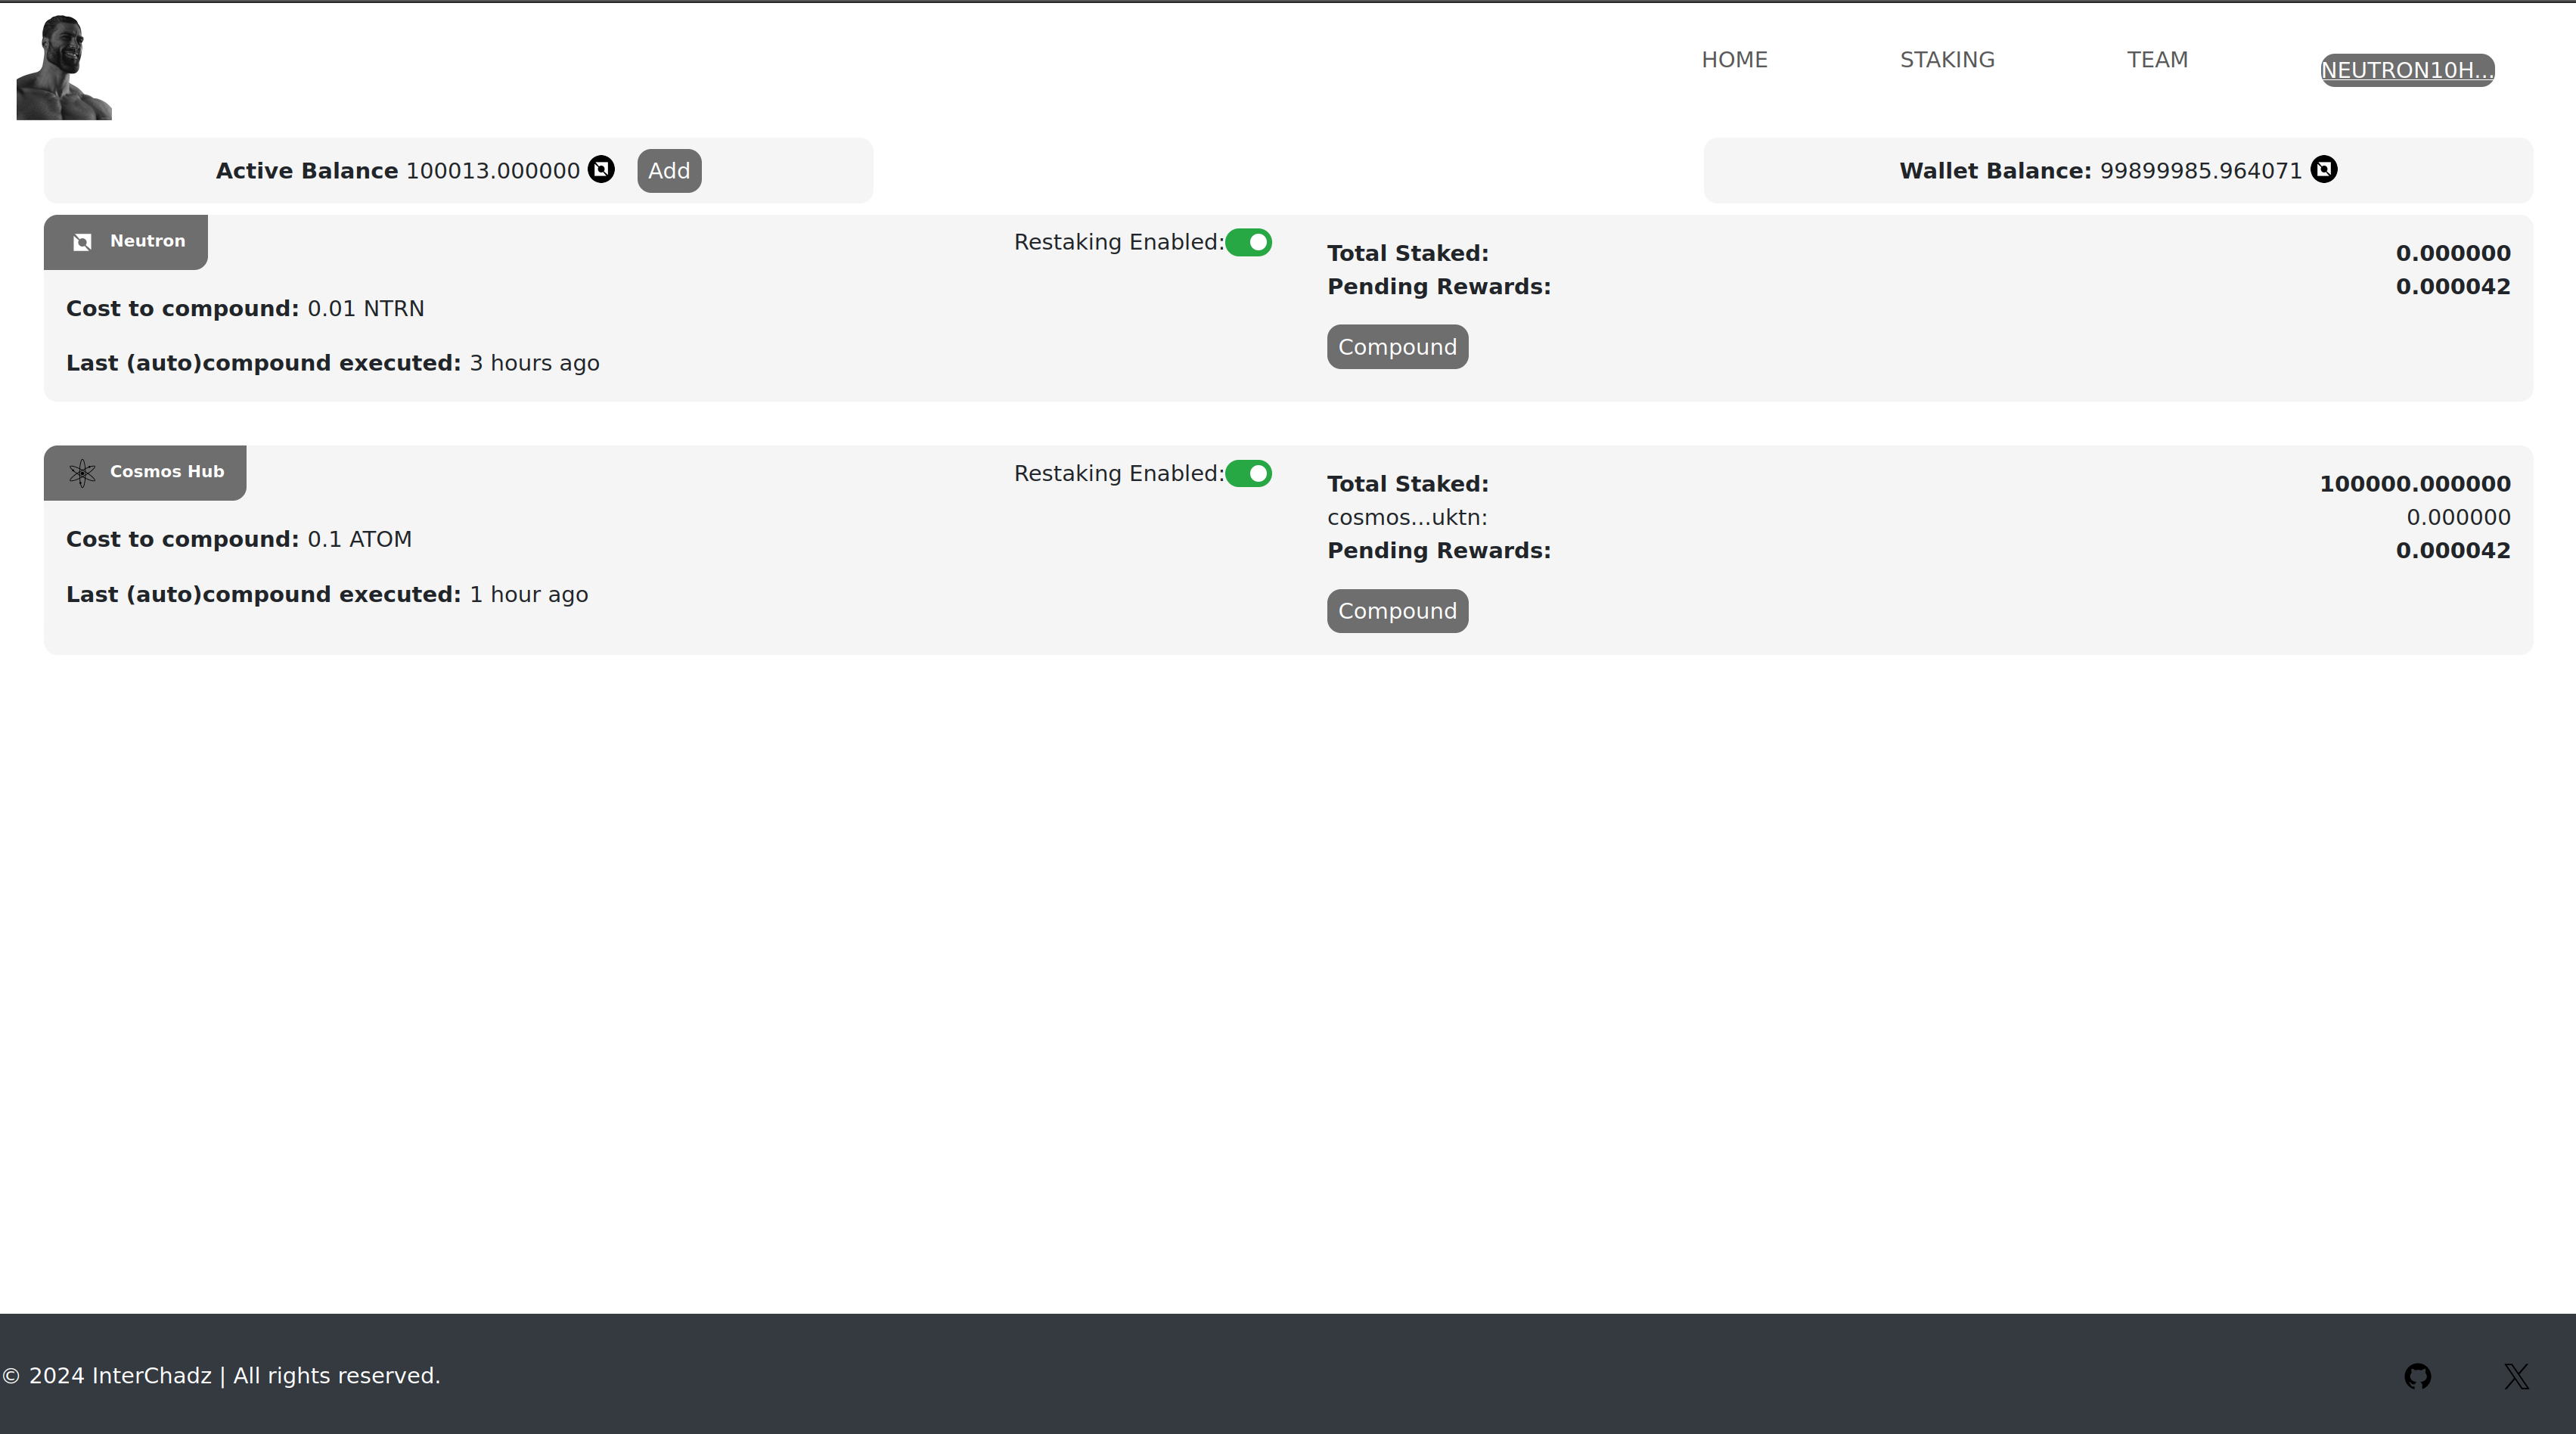 HOME STAKING TEAM NEUTRON10H...
Active Balance 100013.000000 Add
Wallet Balance: 99899985.964071
Neutron
Restaking Enabled:
Cost to compound: 0.01 NTRN
Last (auto)compound executed: 3 hours ago
Total Staked: 0.000000
Pending Rewards: 0.000042
Compound
Cosmos Hub
Restaking Enabled:
Cost to compound: 0.1 ATOM
Last (auto)compound executed: 1 hour ago
Total Staked: 100000.000000
cosmos...uktn: 0.000000
Pending Rewards: 0.000042
Compound
© 2024 InterChadz | All rights reserved.